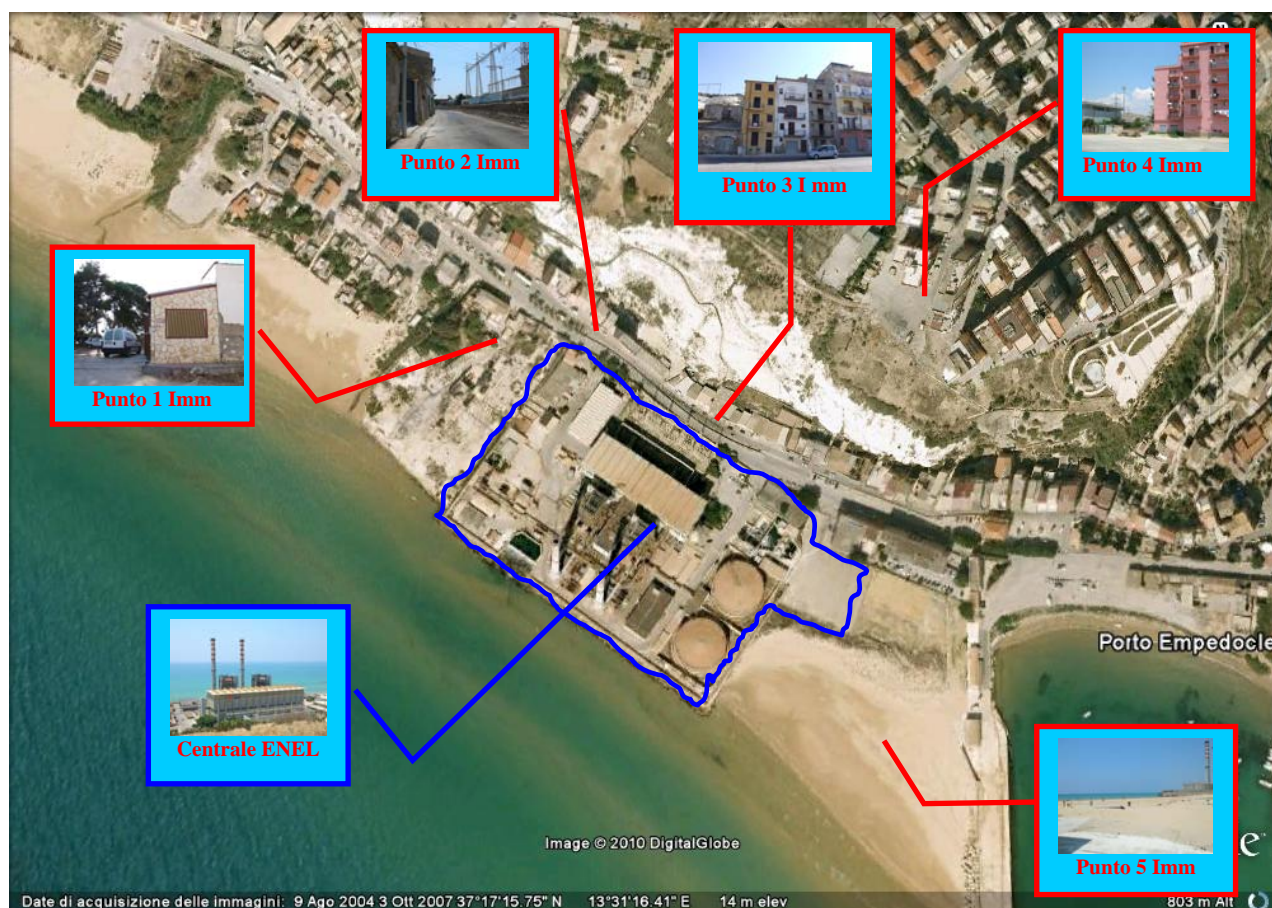 Punto 2 Imm
Punto 3 I mm
Punto 4 Imm
Punto 1 Imm
Centrale ENEL
Porto Empedocle
Punto 5 Imm
Image © 2010 DigitalGlobe
Date di acquisizione delle immagini: 9 Ago 2004 3 Ott 2007 37°17'15.75" N 13°31'16.41" E 14 m elev 803 m Alt